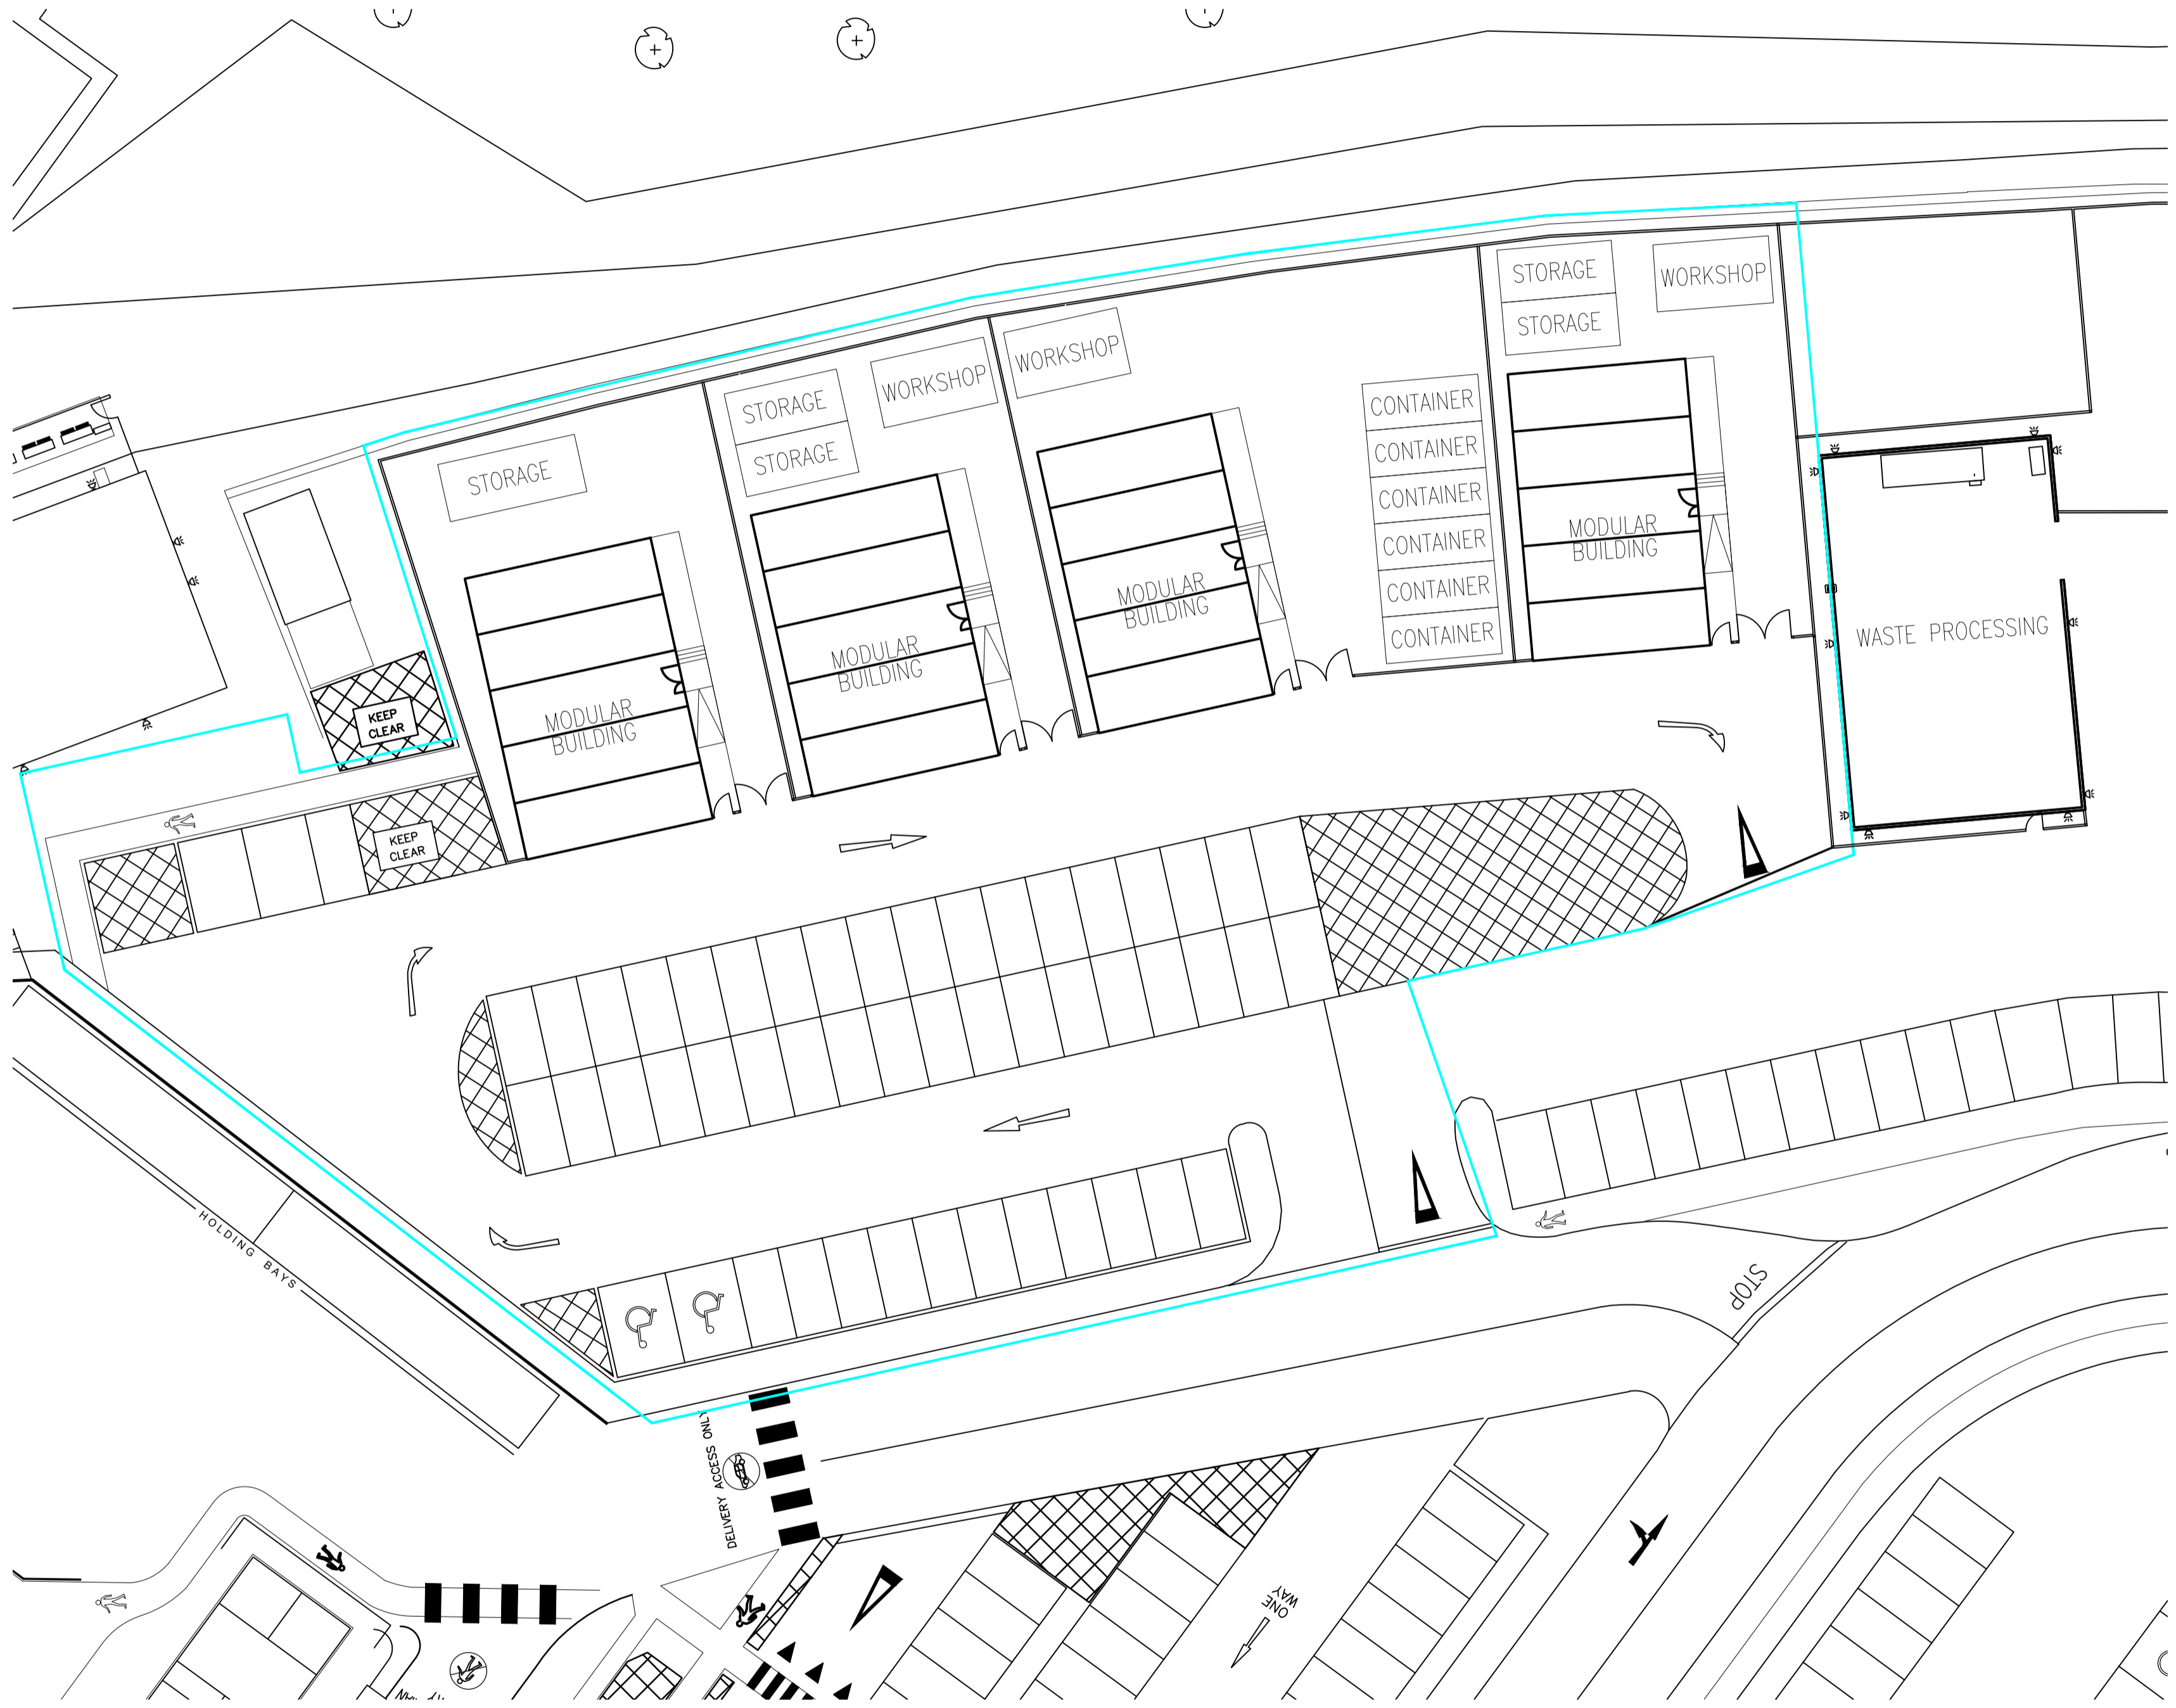 STORAGE
WORKSHOP
STORAGE
WORKSHOP
STORAGE
WORKSHOP
STORAGE
STORAGE
CONTAINER
CONTAINER
CONTAINER
CONTAINER
CONTAINER
CONTAINER
MODULAR
BUILDING
MODULAR
BUILDING
MODULAR
BUILDING
MODULAR
BUILDING
WASTE PROCESSING
KEEP
CLEAR
KEEP
CLEAR
HOLDING BAYS
STOP
DELIVERY ACCESS ONLY
ONE
WAY